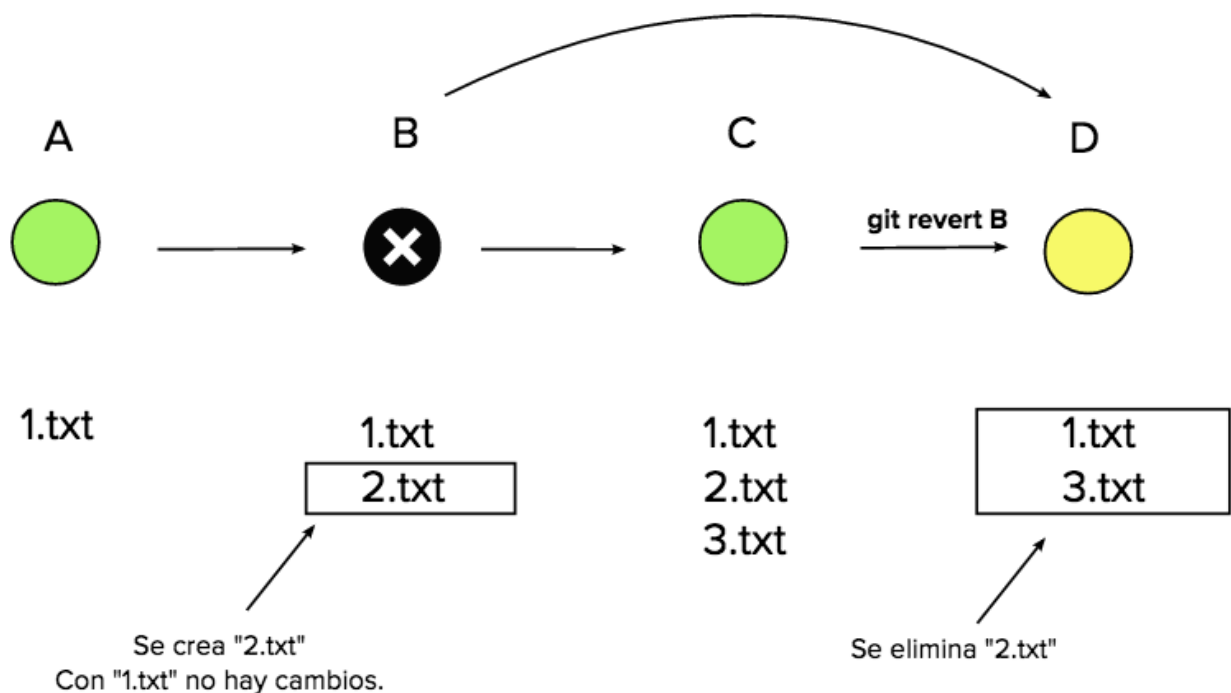 A
B
C
D
git revert B
1.txt
1.txt
2.txt
1.txt
2.txt
3.txt
1.txt
3.txt
Se crea "2.txt"
Con "1.txt" no hay cambios.
Se elimina "2.txt"